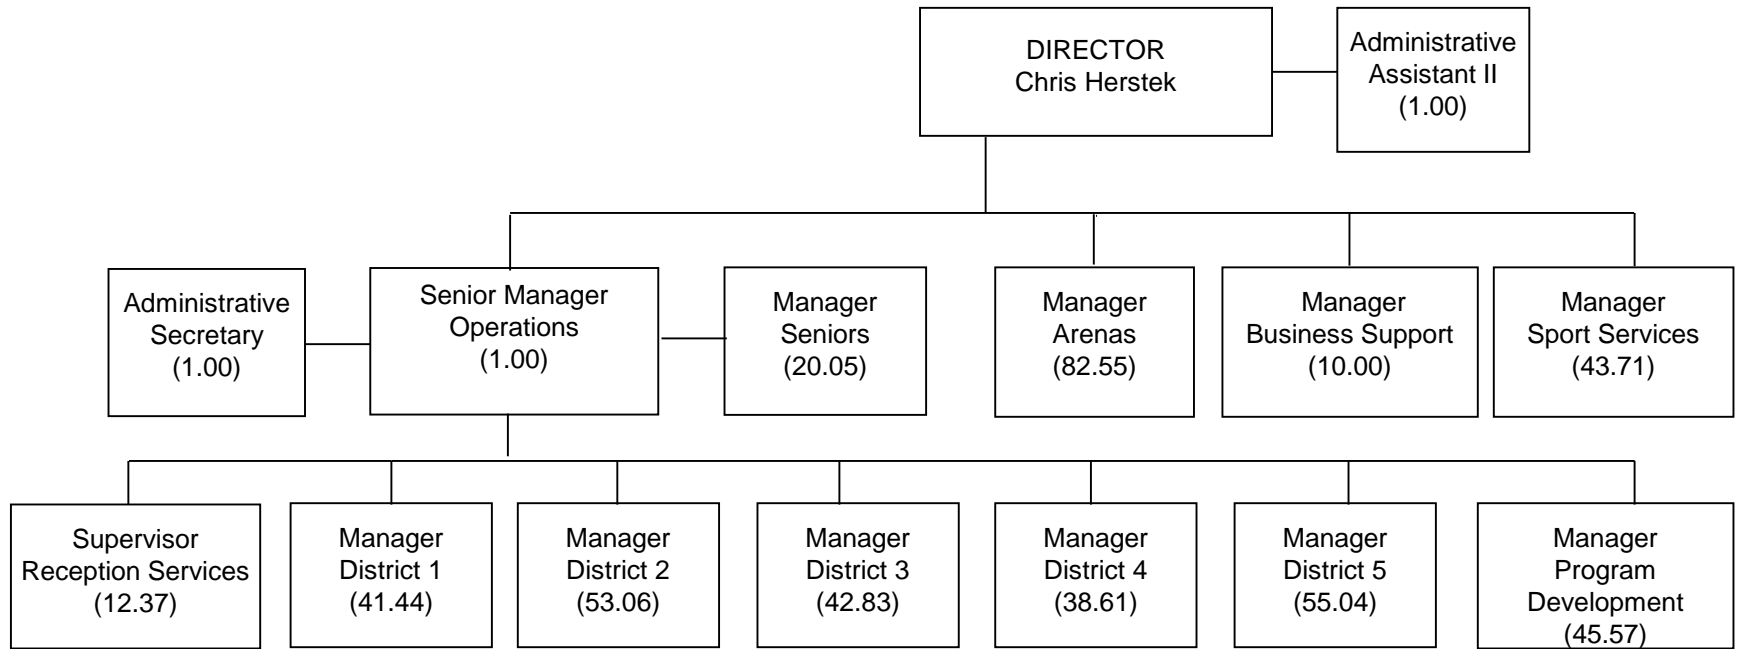 DIRECTOR
Chris Herstek
Administrative
Assistant II
(1.00)
Administrative
Secretary
(1.00)
Senior Manager
Operations
(1.00)
Manager
Seniors
(20.05)
Manager
Arenas
(82.55)
Manager
Business Support
(10.00)
Manager
Sport Services
(43.71)
Supervisor
Reception Services
(12.37)
Manager
District 1
(41.44)
Manager
District 2
(53.06)
Manager
District 3
(42.83)
Manager
District 4
(38.61)
Manager
District 5
(55.04)
Manager
Program
Development
(45.57)